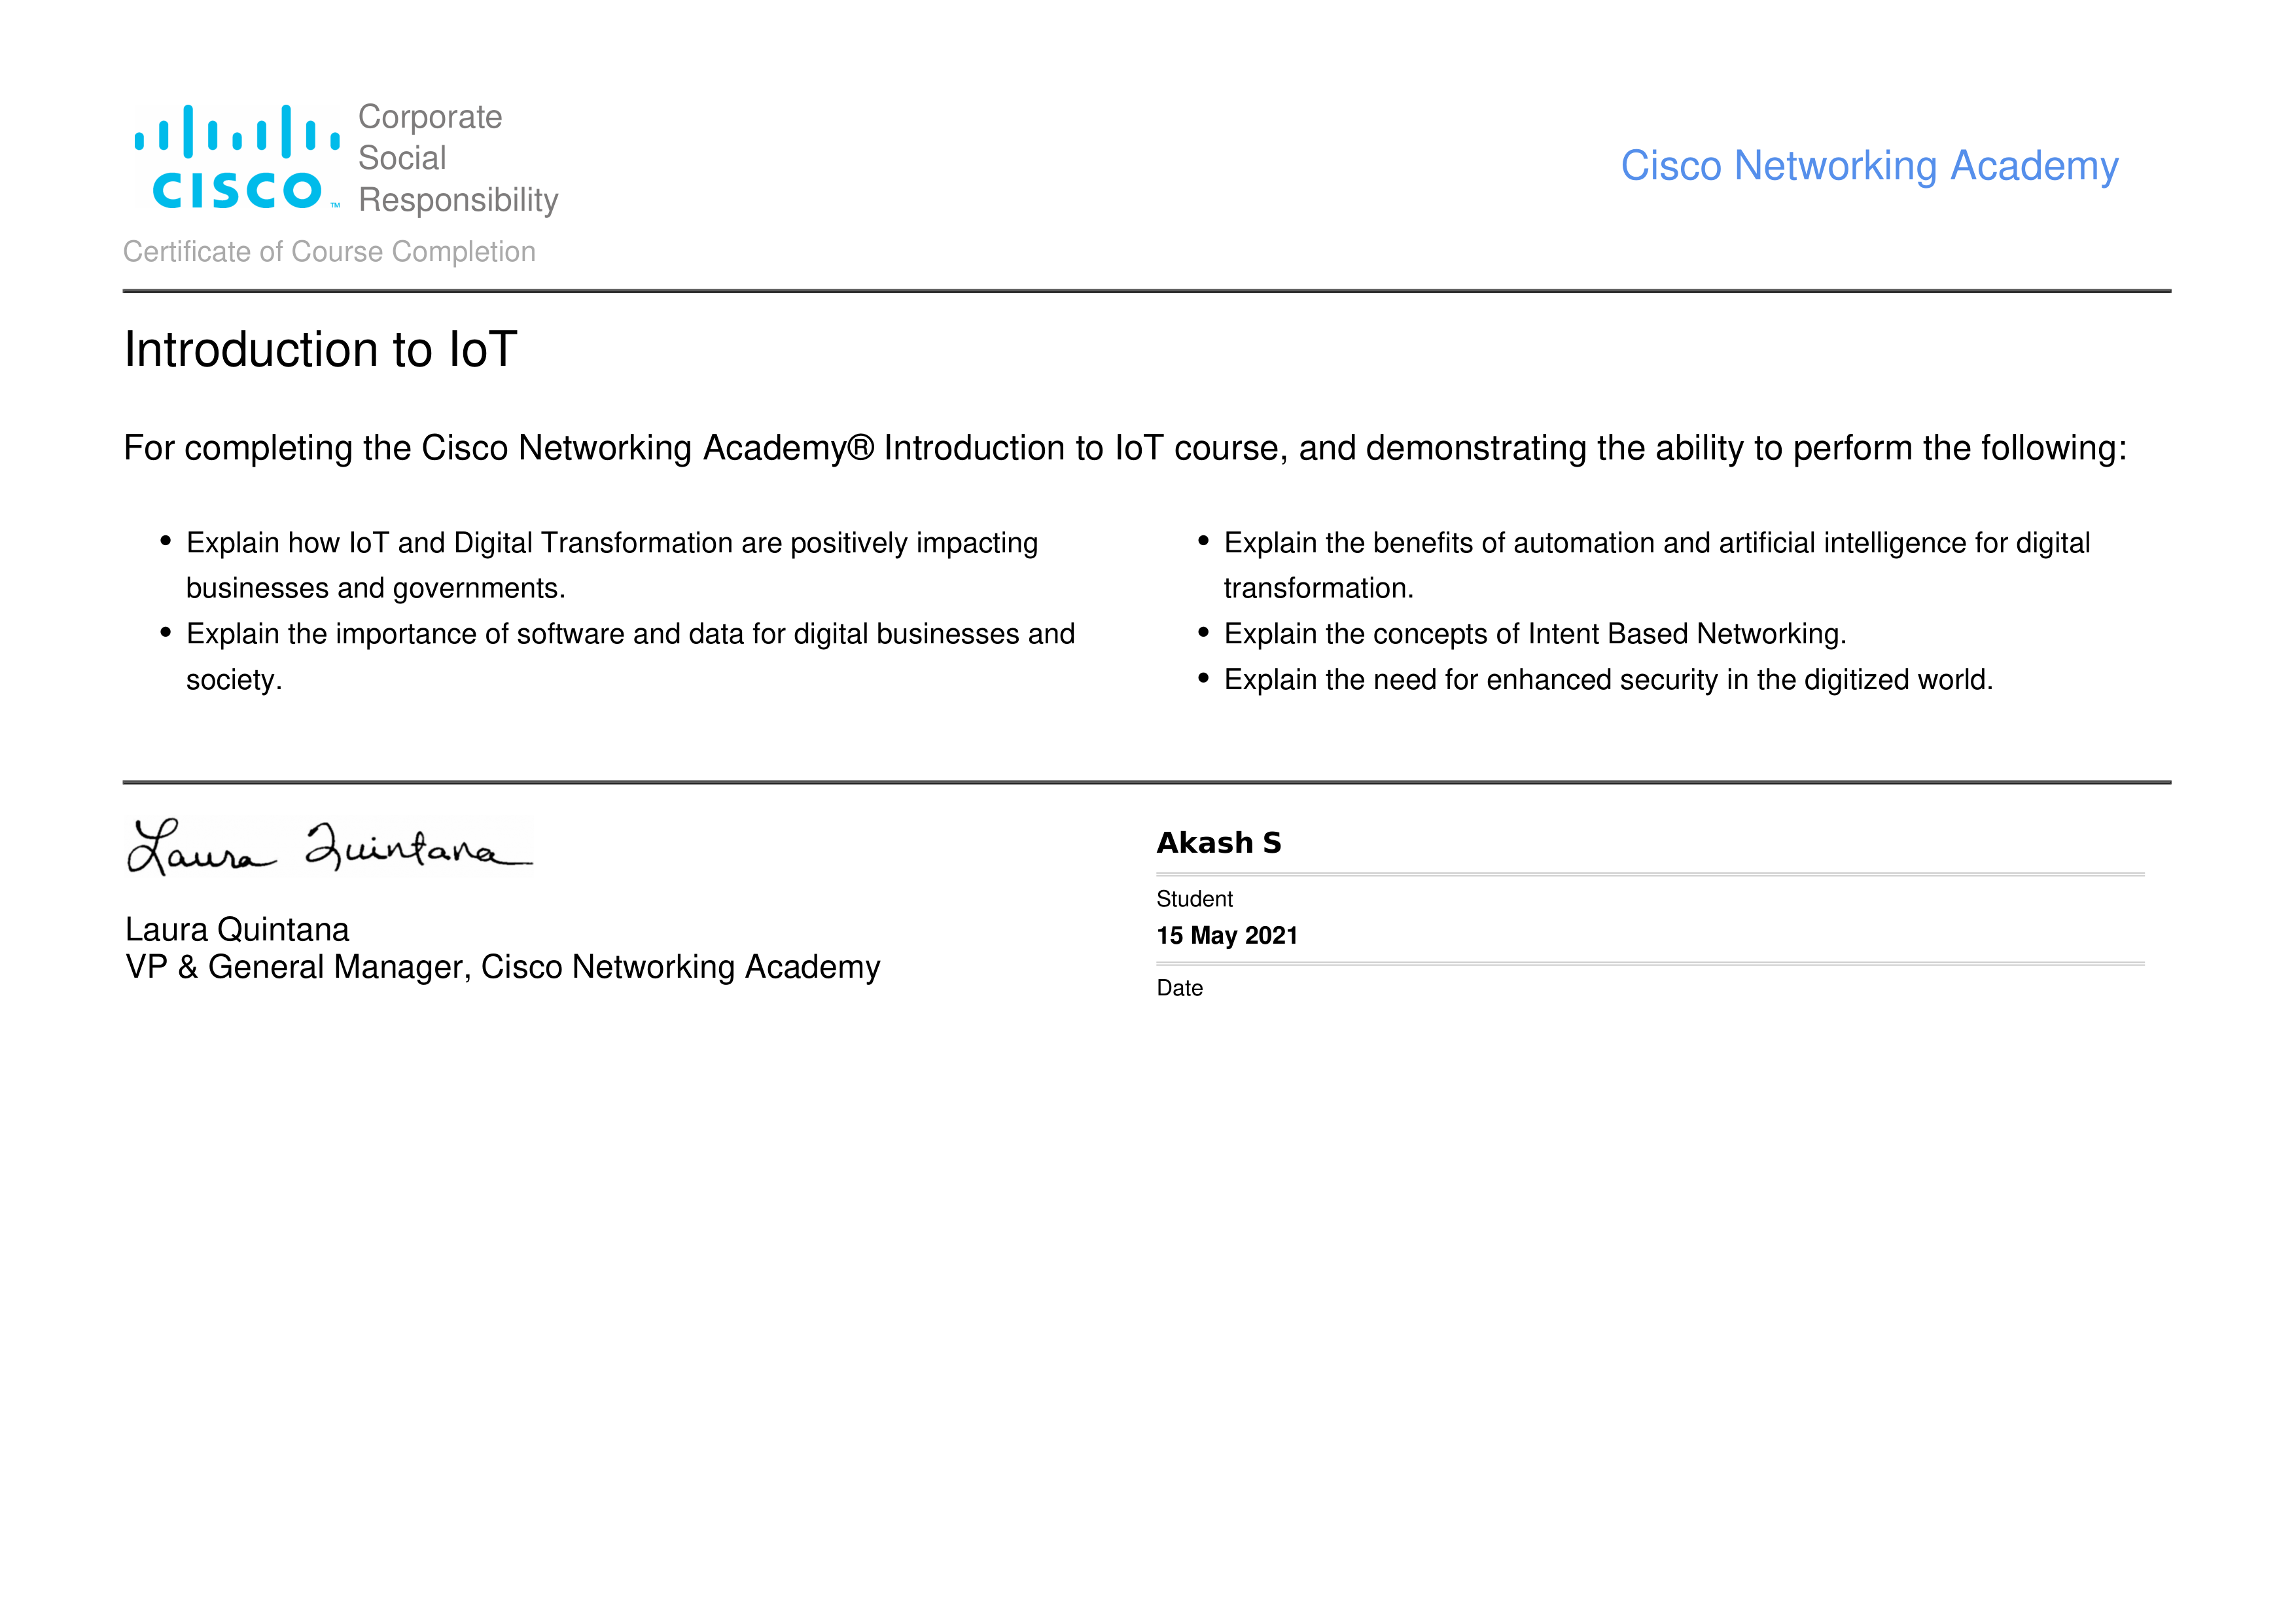 CISCO™
Corporate
Social
Responsibility
Cisco Networking Academy
Certificate of Course Completion
Introduction to IoT
For completing the Cisco Networking Academy® Introduction to IoT course, and demonstrating the ability to perform the following:
• Explain how IoT and Digital Transformation are positively impacting
businesses and governments.
• Explain the importance of software and data for digital businesses and
society.
• Explain the benefits of automation and artificial intelligence for digital
transformation.
• Explain the concepts of Intent Based Networking.
• Explain the need for enhanced security in the digitized world.
Laura Quintana
Laura Quintana
VP & General Manager, Cisco Networking Academy
Akash S
Student
15 May 2021
Date